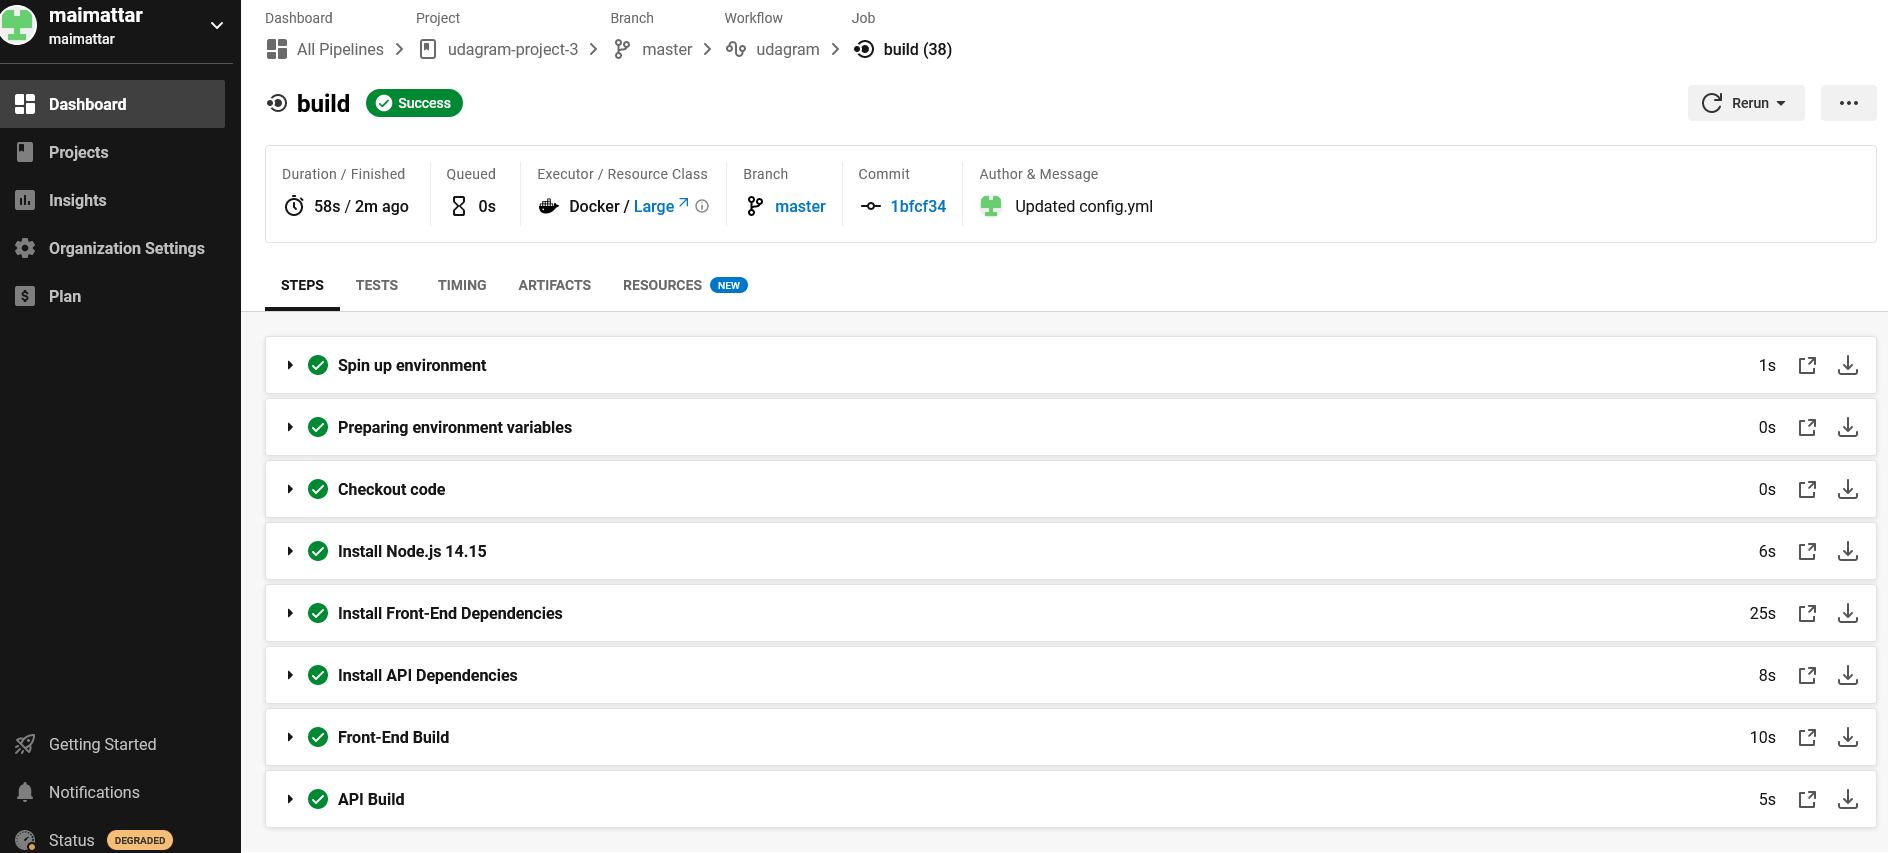 maimattar
maimattar
Dashboard
Projects
Insights
Organization Settings
Plan
Getting Started
Notifications
Status DEGRADED
Dashboard Project Branch Workflow Job
All Pipelines udagram-project-3 master udagram build (38)
build Success Rerun
Duration / Finished Queued Executor / Resource Class Branch Commit Author & Message
58s / 2m ago 0s Docker / Large master 1bfcf34 Updated config.yml
STEPS TESTS TIMING ARTIFACTS RESOURCES NEW
Spin up environment 1s
Preparing environment variables 0s
Checkout code 0s
Install Node.js 14.15 6s
Install Front-End Dependencies 25s
Install API Dependencies 8s
Front-End Build 10s
API Build 5s